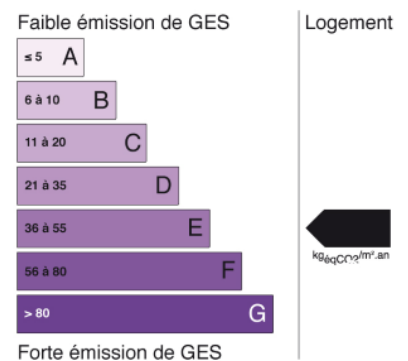 Faible émission de GES
Logement
≤ 5 A
6 à 10 B
11 à 20 C
21 à 35 D
36 à 55 E
kgéqCO2/m².an
56 à 80 F
> 80 G
Forte émission de GES